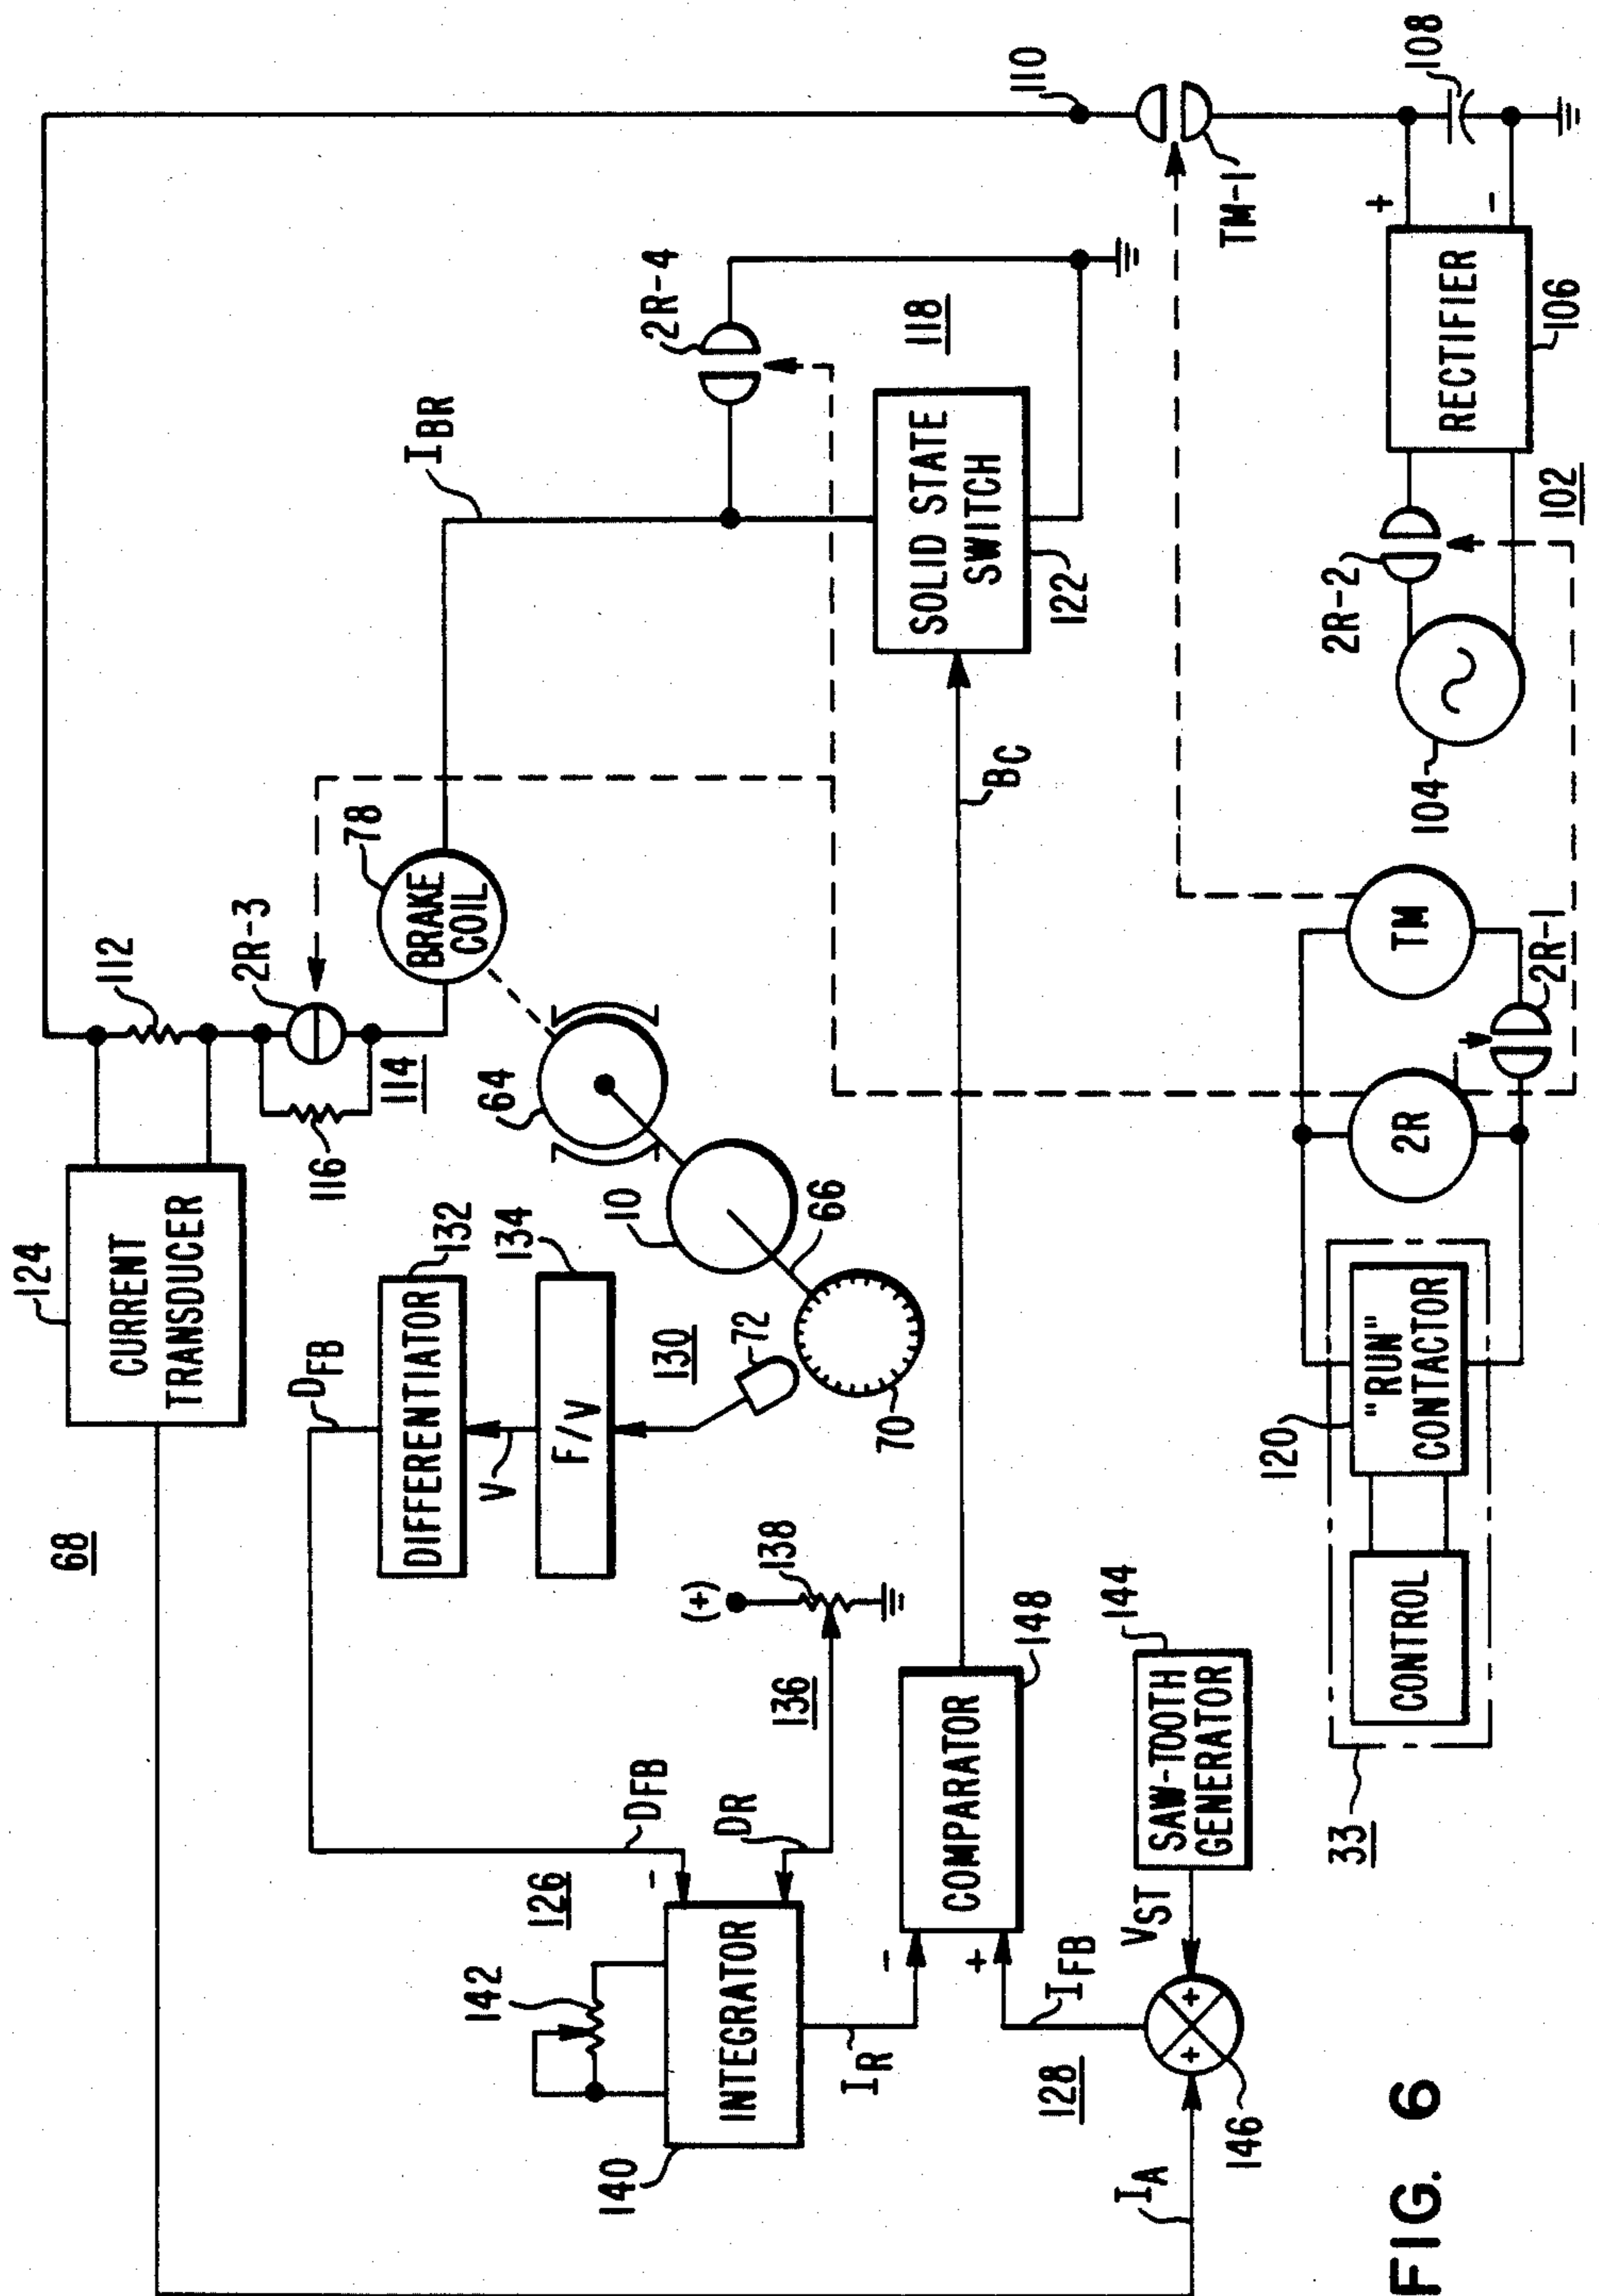 68
124
CURRENT
TRANSDUCER
112
2R-3
116
114
78
BRAKE
COIL
I BR
2R-4
118
110
TM-1
108
+
-
RECTIFIER
106
2R-2
102
104
SOLID STATE
SWITCH
122
BC
64
10
66
70
72
130
DFB
DIFFERENTIATOR
132
V
F/V
134
(+)
138
136
DFB
DR
126
-
142
INTEGRATOR
140
IR
-
+
COMPARATOR
148
IFB
128
VST
SAW-TOOTH
GENERATOR
144
+
+
146
IA
33
CONTROL
120
"RUN"
CONTACTOR
2R
TM
2R-1
FIG. 6